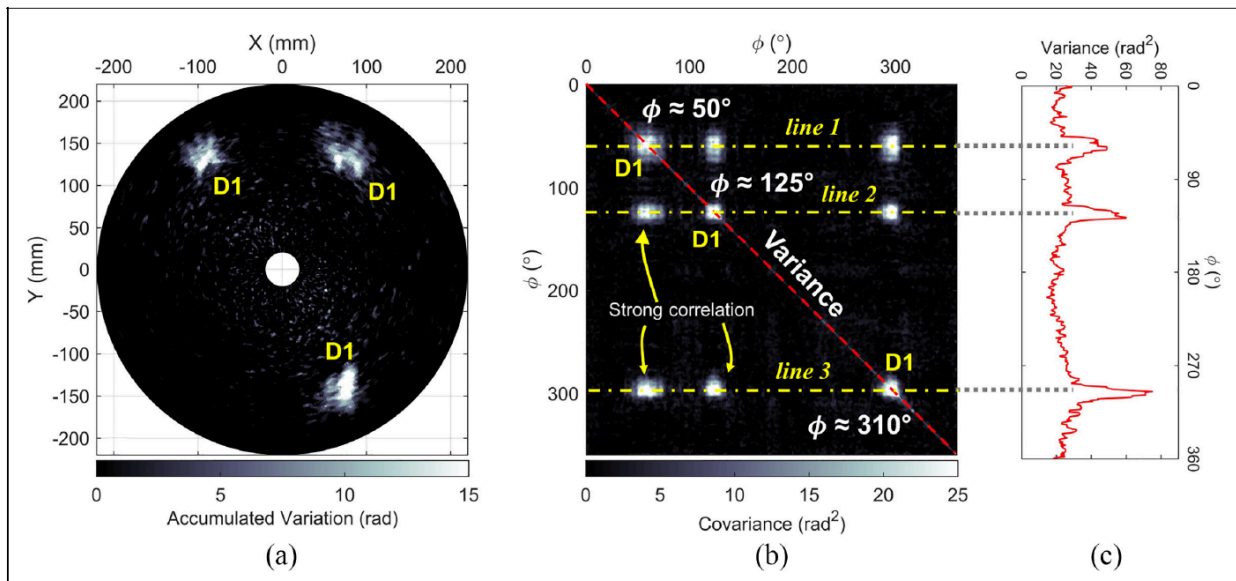 X (mm)
-200 -100 0 100 200
200
150
100
50
0
-50
-100
-150
-200
Y (mm)
D1
D1
D1
0 5 10 15
Accumulated Variation (rad)
(a)
ϕ (°)
0 100 200 300
0
100
200
300
ϕ (°)
ϕ ≈ 50°
line 1
D1
ϕ ≈ 125°
line 2
D1
Variance
Strong correlation
D1
line 3
ϕ ≈ 310°
0 5 10 15 20 25
Covariance (rad²)
(b)
(c)
Variance (rad²)
0 20 40 60 80
0
90
180
270
360
ϕ (°)